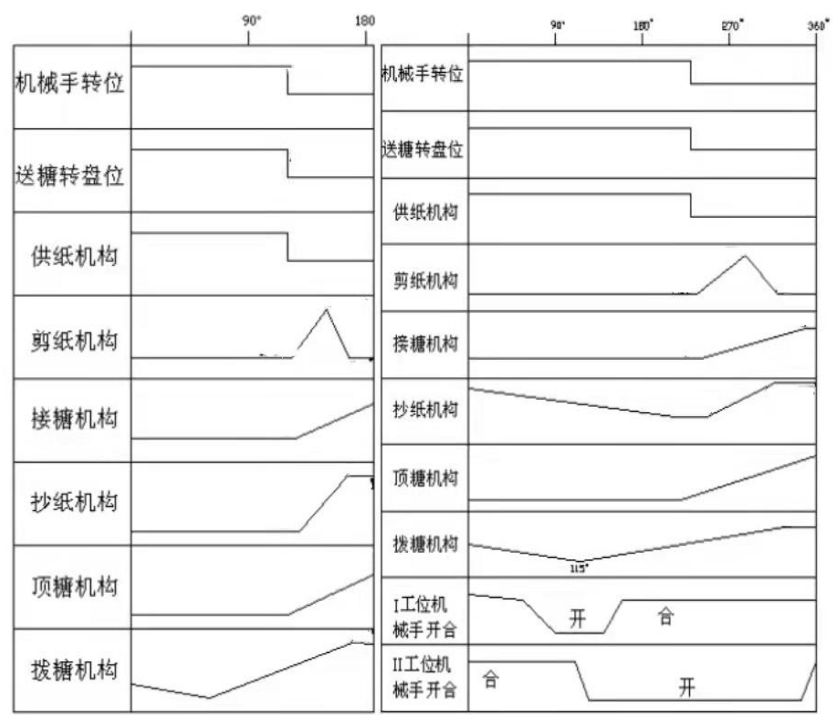 90°
180
机械手转位
送糖转盘位
供纸机构
剪纸机构
接糖机构
抄纸机构
顶糖机构
拨糖机构
90°
180°
270°
360°
机械手转位
送糖转盘位
供纸机构
剪纸机构
接糖机构
抄纸机构
顶糖机构
拨糖机构
115°
I工位机
械手开合
开
合
II工位机
械手开合
合
开